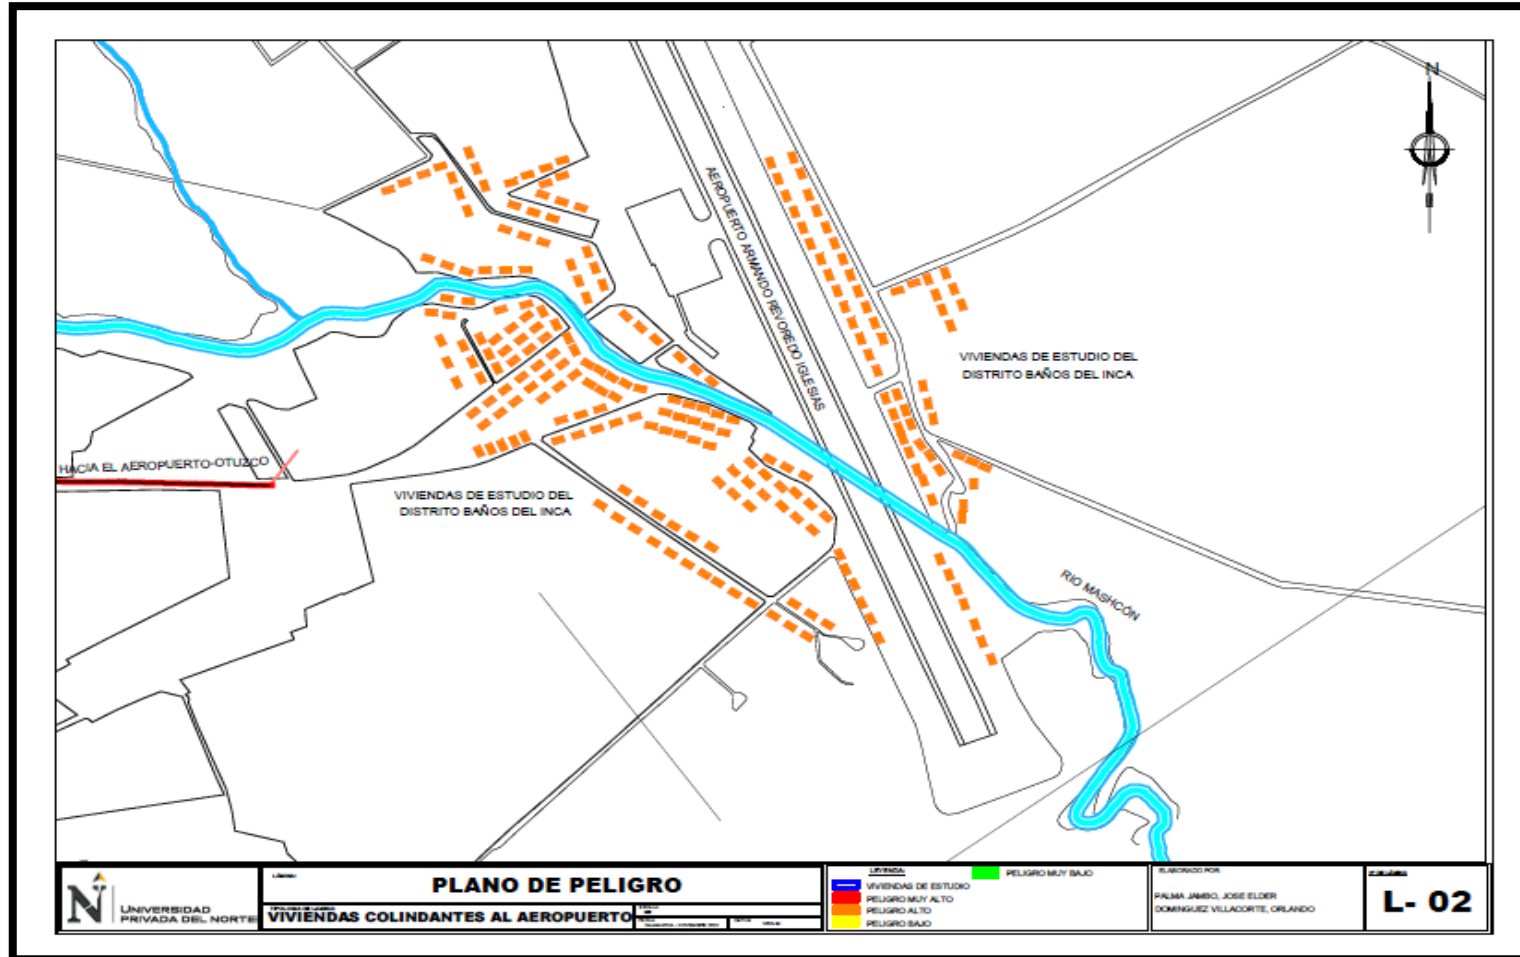 N
AEROPUERTO ARMANDO REVOREDO IGLESIAS
VIVIENDAS DE ESTUDIO DEL
DISTRITO BAÑOS DEL INCA
HACIA EL AEROPUERTO-OTUZCO
VIVIENDAS DE ESTUDIO DEL
DISTRITO BAÑOS DEL INCA
RIO MASHCÓN
N
UNIVERSIDAD
PRIVADA DEL NORTE
PLANO DE PELIGRO
VIVIENDAS COLINDANTES AL AEROPUERTO
LEYENDA:
PELIGRO MUY BAJO
VIVIENDAS DE ESTUDIO
PELIGRO MUY ALTO
PELIGRO ALTO
PELIGRO BAJO
ELABORADO POR:
PALMA JAMBO, JOSE ELDER
DOMINGUEZ VILLACORTE, ORLANDO
L- 02